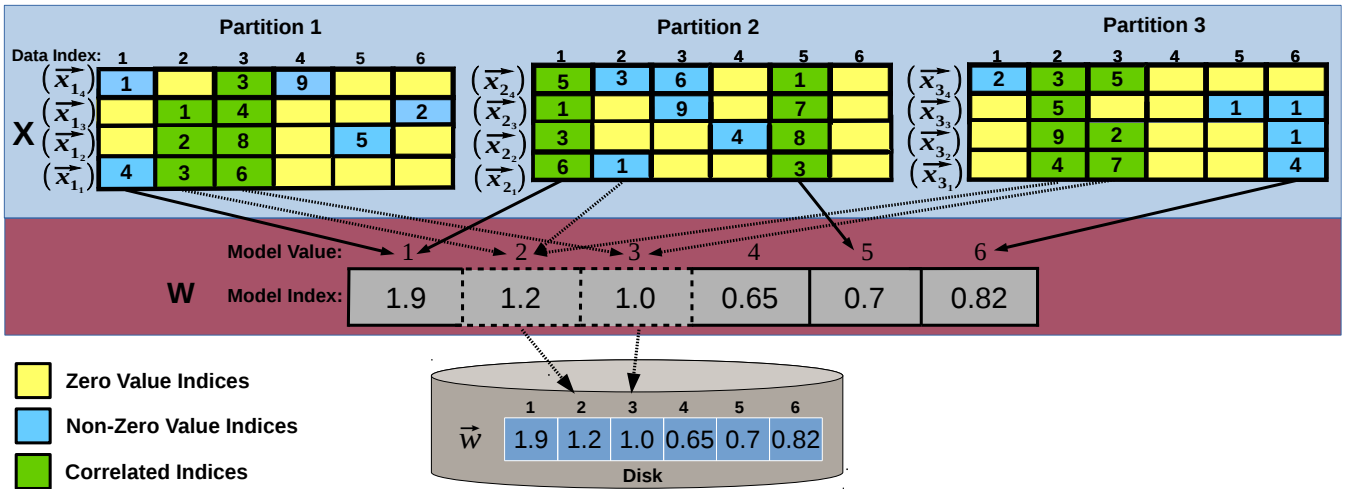 Partition 1 Partition 2 Partition 3
Data Index: 1 2 3 4 5 6 1 2 3 4 5 6 1 2 3 4 5 6
(x₁₄) 1 3 9 (x₂₄) 5 3 6 1 (x₃₄) 2 3 5
(x₁₃) 1 4 2 (x₂₃) 1 9 7 (x₃₃) 5 1 1
X (x₁₂) 2 8 5 (x₂₂) 3 4 8 (x₃₂) 9 2 1
(x₁₁) 4 3 6 (x₂₁) 6 1 3 (x₃₁) 4 7 4
Model Value: 1 2 3 4 5 6
W Model Index: 1.9 1.2 1.0 0.65 0.7 0.82
Zero Value Indices
Non-Zero Value Indices
Correlated Indices
1 2 3 4 5 6
w 1.9 1.2 1.0 0.65 0.7 0.82
Disk